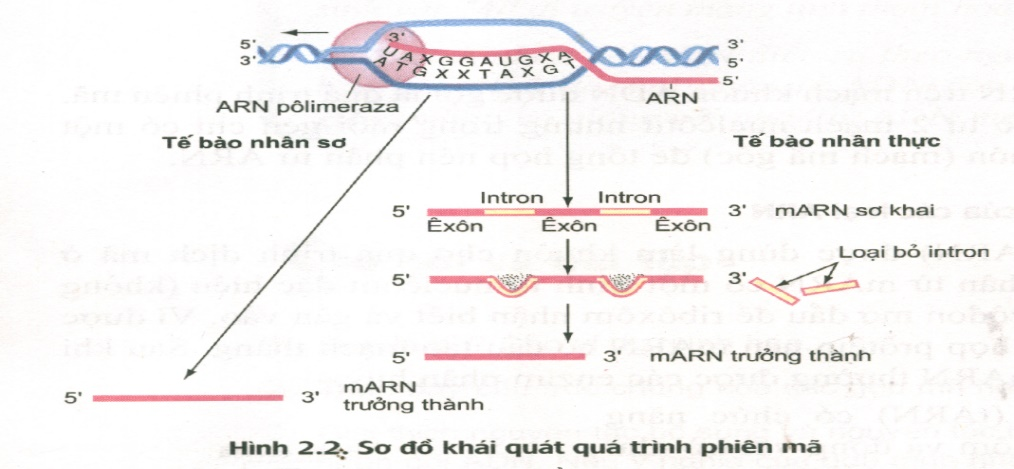 5' 3' 3'
3' U A X G G A U G X A 5'
A T G X X T A X G T 5'
ARN pôlimeraza ARN
Tế bào nhân sơ Tế bào nhân thực
Intron Intron
5' 3' mARN sơ khai
Êxôn Êxôn Êxôn
Loại bỏ intron
5' 3'
5' 3' mARN trưởng thành
5' 3' mARN
trưởng thành
Hình 2.2. Sơ đồ khái quát quá trình phiên mã